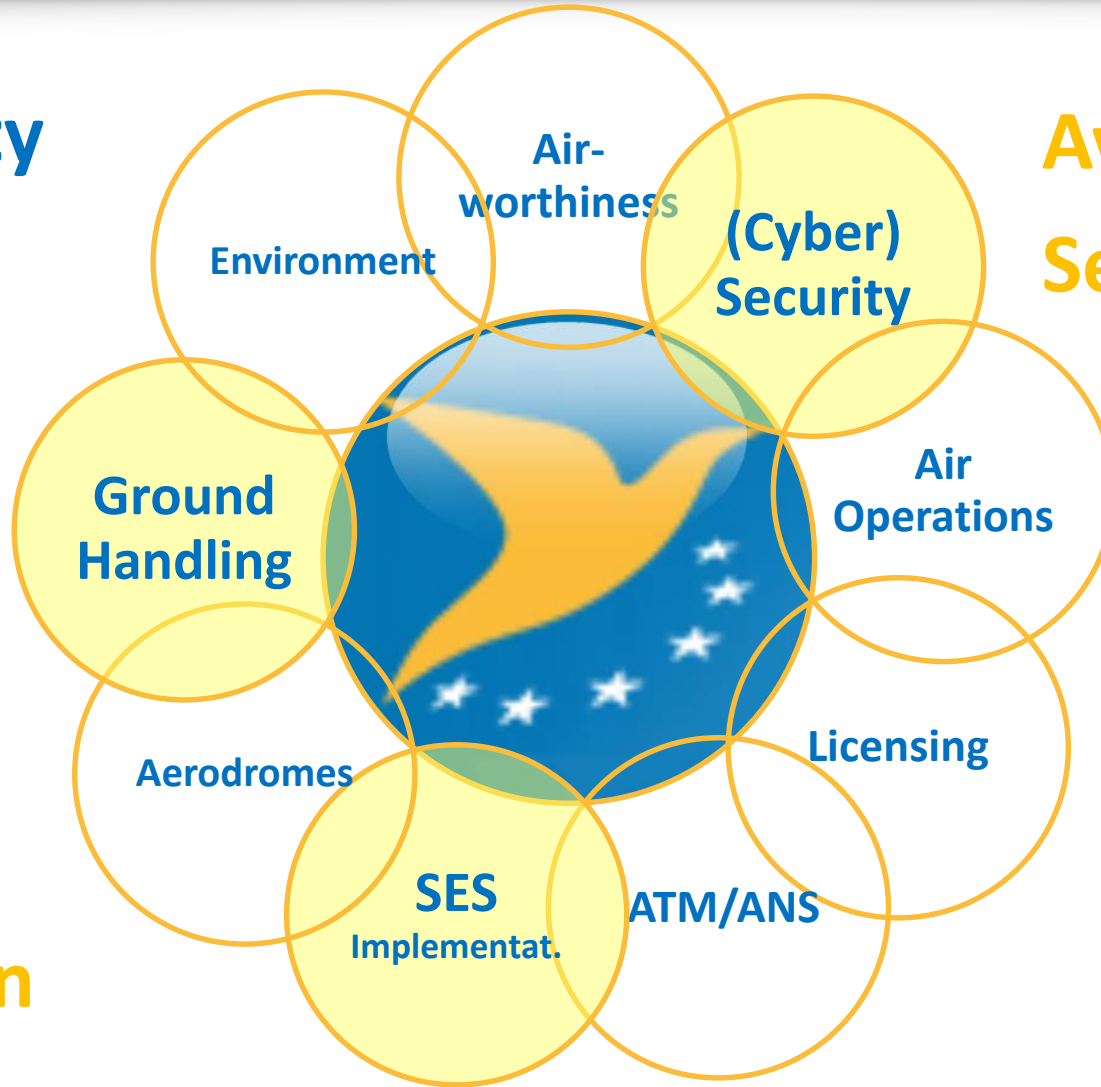 Air-
worthiness
(Cyber)
Security
Environment
Air
Operations
Ground
Handling
Licensing
Aerodromes
SES
Implementat.
ATM/ANS